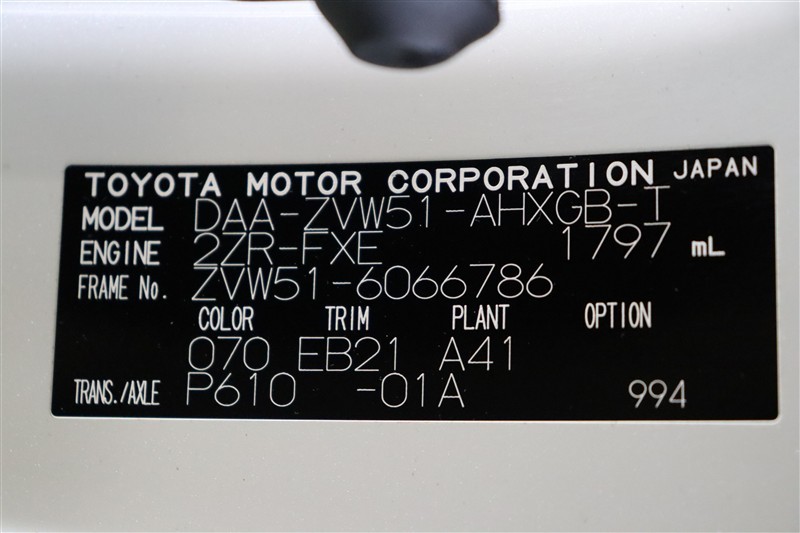 TOYOTA MOTOR CORPORATION JAPAN
MODEL DAA-ZVW51-AHXGB-T
ENGINE 2ZR-FXE 1797 mL
FRAME No. ZVW51-6066786
COLOR TRIM PLANT OPTION
070 EB21 A41
TRANS./AXLE P610 -01A 994